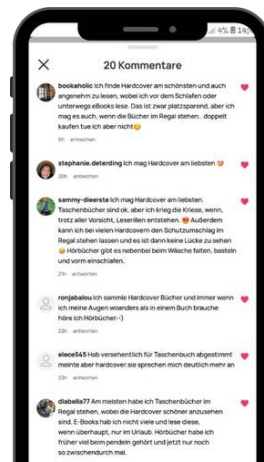 4% 14%
20 Kommentare
bookaholic Ich finde Hardcover am schönsten und auch
angenehm zu lesen, wobei ich vor dem Schlafen oder
unterwegs eBooks lese. Das ist zwar platzsparend, aber ich
mag es auch, wenn die Bücher im Regal stehen.. doppelt
kaufen tue ich aber nicht😅
antworten
stephanie.deterding Ich mag Hardcover am liebsten 😍
20h antworten
sammy-dieerste Ich mag Hardcover am liebsten.
Taschenbücher sind ok, aber ich krieg die Kriese, wenn,
trotz aller Vorsicht, Leserillen entstehen. Außerdem
kann ich bei vielen Hardcovern den Schutzumschlag im
Regal stehen lassen und es ist dann keine Lücke zu sehen
Hörbücher gibt es nebenbei beim Wäsche falten, basteln
und vorm einschlafen.
21h antworten
ronjabalou Ich sammle Hardcover Bücher und immer wenn
ich meine Augen woanders als in einem Buch brauche
höre ich Hörbücher:-)
22h antworten
elece545 Hab versehentlich für Taschenbuch abgestimmt
meinte aber hardcover.sie sprechen mich deutlich mehr an
23h antworten
diabella77 Am meisten habe ich Taschenbücher im
Regal stehen, wobei die Hardcover schöner anzusehen
sind. E-Books hab ich nicht viele und lese diese,
wenn überhaupt, nur im Urlaub. Hörbücher habe ich
früher viel beim pendeln gehört und jetzt nur noch
so zwischendurch mal.